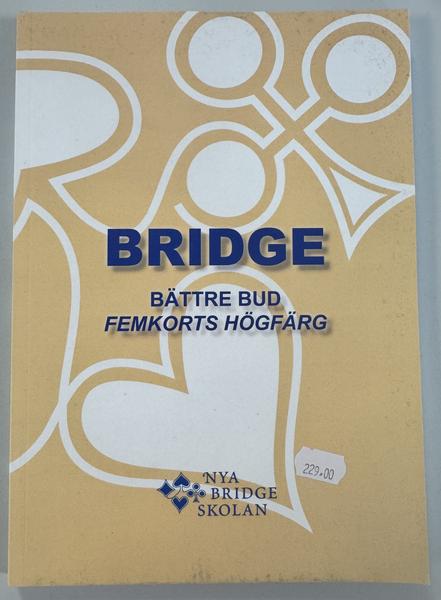 BRIDGE
BÄTTRE BUD
FEMKORTS HÖGFÄRG
229.00
NYA
BRIDGE
SKOLAN